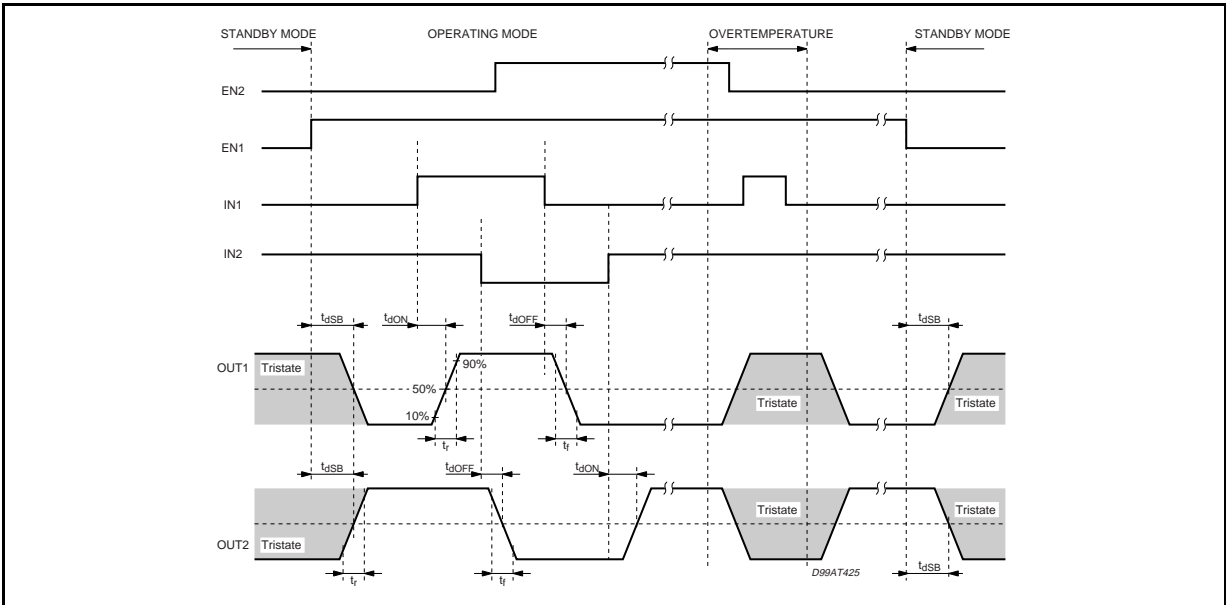 STANDBY MODE OPERATING MODE OVERTEMPERATURE STANDBY MODE
EN2
EN1
IN1
IN2
tdSB tdON tdOFF tdSB
OUT1 Tristate
90%
50%
10%
Tristate Tristate
tr tf
tdSB tdOFF tdON
Tristate Tristate
OUT2 Tristate
tr tf D99AT425 tdSB